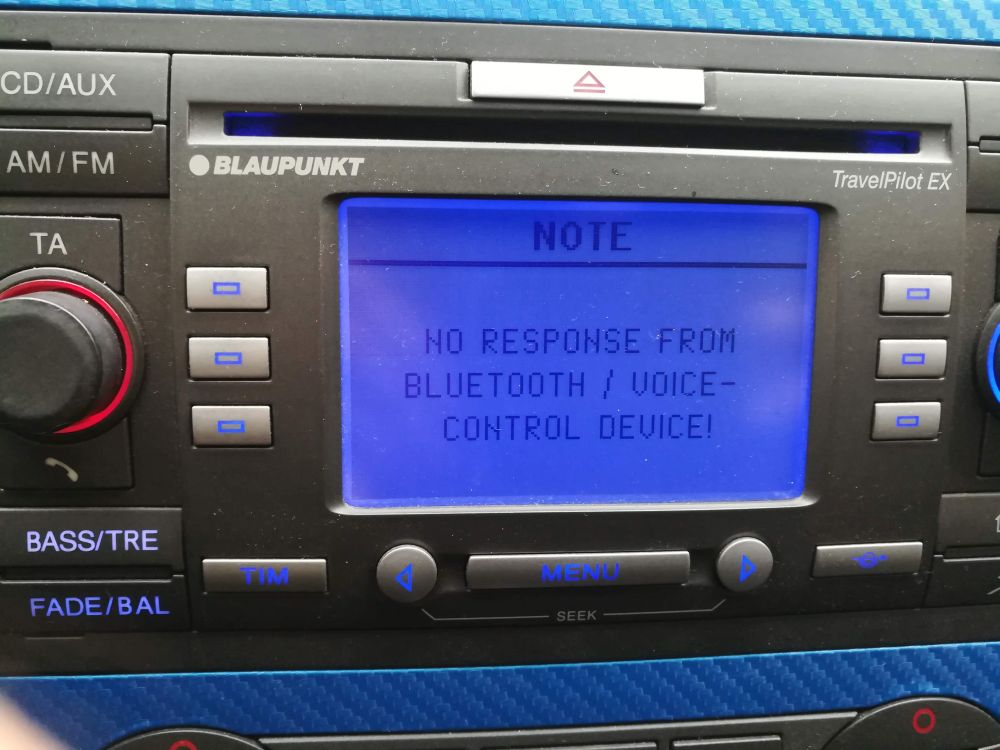 CD/AUX
AM/FM
BLAUPUNKT
TravelPilot EX
TA
NOTE
NO RESPONSE FROM
BLUETOOTH / VOICE-
CONTROL DEVICE!
BASS/TRE
FADE/BAL
TIM
MENU
SEEK